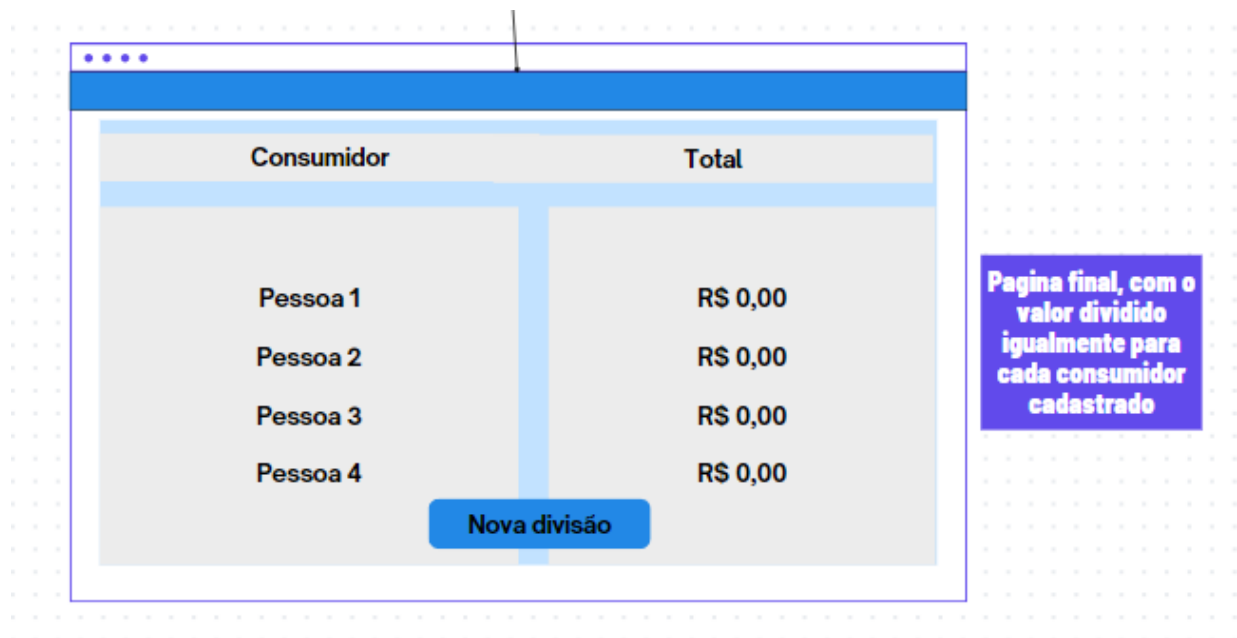 Consumidor Total
Pessoa 1 R$ 0,00
Pessoa 2 R$ 0,00
Pessoa 3 R$ 0,00
Pessoa 4 R$ 0,00
Nova divisão
Pagina final, com o
valor dividido
igualmente para
cada consumidor
cadastrado